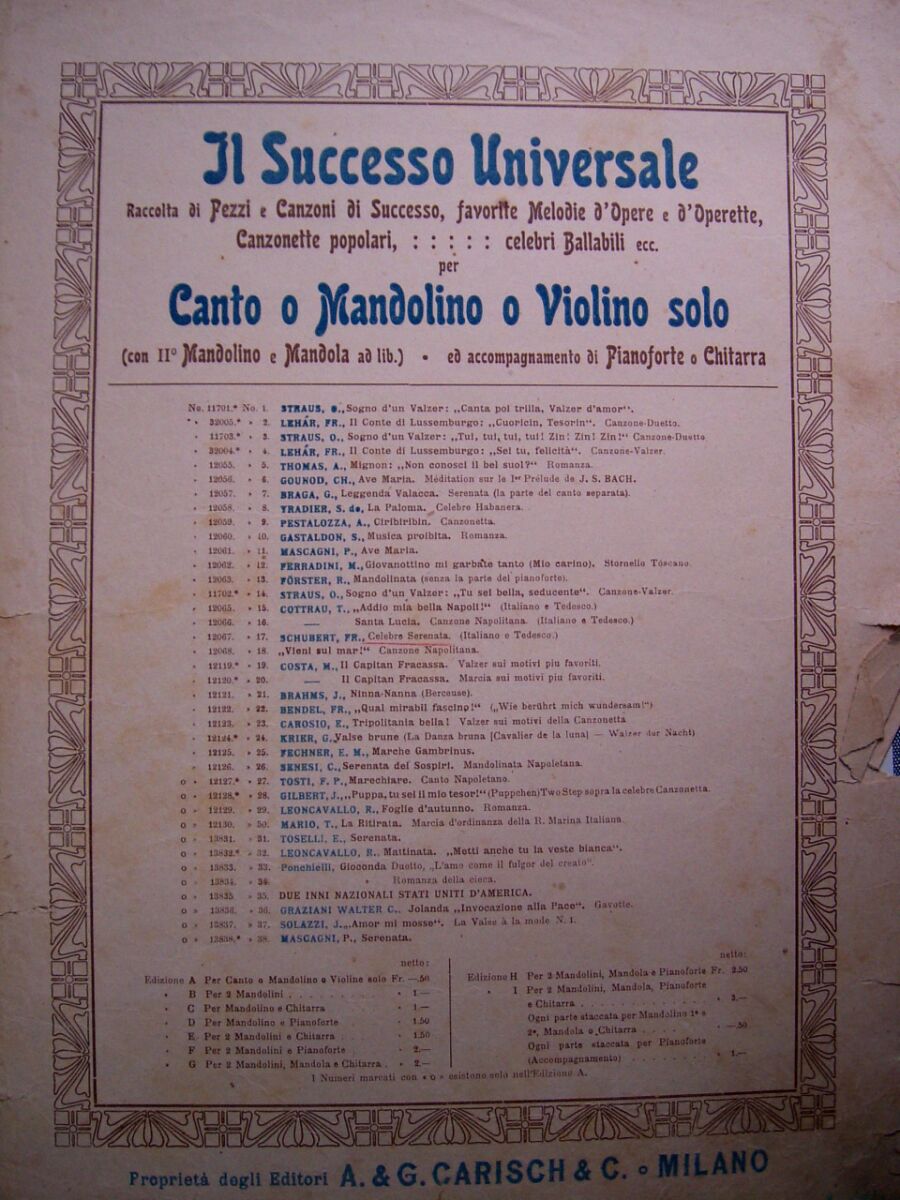 Il Successo Universale
Raccolta di Pezzi e Canzoni di Successo, favorite Melodie d'Opere e d'Operette,
Canzonette popolari, : : : : : celebri Ballabili ecc.
per
Canto o Mandolino o Violino solo
(con II° Mandolino e Mandola ad lib.) • ed accompagnamento di Pianoforte o Chitarra
No. 11701.* No. 1. STRAUS, O., Sogno d'un Valzer: „Canta poi trilla, Valzer d'amor“.
" " 32005.* " 2. LEHÁR, FR., Il Conte di Lussemburgo: „Cuoricin, Tesorin“. Canzone-Duetto.
" 11703.* " 3. STRAUS, O., Sogno d'un Valzer: „Tui, tui, tui, tui! Zin! Zin! Zin!“ Canzone-Duetto
" 32004.* " 4. LEHÁR, FR., Il Conte di Lussemburgo: „Sei tu, felicità“. Canzone-Valzer.
" 12055. " 5. THOMAS, A., Mignon: „Non conosci il bel suol?“ Romanza.
" 12056. " 6. GOUNOD, CH., Ave Maria. Méditation sur le 1er Prélude de J. S. BACH.
" 12057. " 7. BRAGA, G., Leggenda Valacca. Serenata (la parte del canto separata).
" 12058. " 8. YRADIER, S. de, La Paloma. Celebre Habanera.
" 12059. " 9. PESTALOZZA, A., Ciribiribin. Canzonetta.
" 12060. " 10. GASTALDON, S., Musica proibita. Romanza.
" 12061. " 11. MASCAGNI, P., Ave Maria.
" 12062. " 12. FERRADINI, M., Giovanottino mi garbate tanto (Mio carino). Stornello Toscano.
" 12063. " 13. FÖRSTER, R., Mandolinata (senza la parte del pianoforte).
" 11702.* " 14. STRAUS, O., Sogno d'un Valzer: „Tu sei bella, seducente“. Canzone-Valzer.
" 12065. " 15. COTTRAU, T., „Addio mia bella Napoli!“ (Italiano e Tedesco.)
" 12066. " 16. — Santa Lucia. Canzone Napolitana. (Italiano e Tedesco.)
" 12067. " 17. SCHUBERT, FR., Celebre Serenata. (Italiano e Tedesco.)
" 12068. " 18. „Vieni sul mar!“ Canzone Napolitana.
" 12119.* " 19. COSTA, M., Il Capitan Fracassa. Valzer sui motivi piu favoriti.
" 12120.* " 20. — Il Capitan Fracassa. Marcia sui motivi piu favoriti.
" 12121. " 21. BRAHMS, J., Ninna-Nanna (Berceuse).
" 12122. " 22. BENDEL, FR., „Qual mirabil fascino!“ („Wie berührt mich wundersam!“)
" 12123. " 23. CAROSIO, E., Tripolitania bella! Valzer sui motivi della Canzonetta
" 12124.* " 24. KRIER, G., Valse brune (La Danza bruna [Cavalier de la luna] — Walzer der Nacht)
" 12125. " 25. FECHNER, E. M., Marche Gambrinus.
" 12126. " 26. SENESI, C., Serenata dei Sospiri. Mandolinata Napoletana.
o " 12127.* " 27. TOSTI, F. P., Marechiare. Canto Napoletano.
o " 12128.* " 28. GILBERT, J., „Puppa, tu sei il mio tesor!“ (Puppchen) Two Step sopra la celebre Canzonetta.
o " 12129. " 29. LEONCAVALLO, R., Foglie d'autunno. Romanza.
o " 12130. " 30. MARIO, T., La Ritirata. Marcia d'ordinanza della R. Marina Italiana
o " 13831. " 31. TOSELLI, E., Serenata.
o " 13832.* " 32. LEONCAVALLO, R., Mattinata. „Metti anche tu la veste bianca“.
o " 13833. " 33. Ponchielli, Gioconda Duetto, „L'amo come il fulgor del creato“.
o " 13834. " 34. " Romanza della cieca.
o " 13835 " 35. DUE INNI NAZIONALI STATI UNITI D'AMERICA.
o " 13836. " 36. GRAZIANI WALTER C., Jolanda „Invocazione alla Pace“. Gavotte.
o " 13837. " 37. SOLAZZI, J., „Amor mi mosse“. La Valse à la mode N. 1.
o " 13838.* " 38. MASCAGNI, P., Serenata.
netto:
Edizione A Per Canto o Mandolino o Violino solo Fr. —.50
" B Per 2 Mandolini . . . . " 1.—
" C Per Mandolino e Chitarra . . . . " 1.—
" D Per Mandolino e Pianoforte . . . . " 1.50
" E Per 2 Mandolini e Chitarra . . . . " 1.50
" F Per 2 Mandolini e Pianoforte . . . . " 2.—
" G Per 2 Mandolini, Mandola e Chitarra . " 2.—
netto:
Edizione H Per 2 Mandolini, Mandola e Pianoforte Fr. 2.50
" I Per 2 Mandolini, Mandola, Pianoforte
e Chitarra . . . . " 3.—
Ogni parte staccata per Mandolino 1° e
2°, Mandola o Chitarra . . . . " —.50
Ogni parte staccata per Pianoforte
(Accompagnamento) . . . . " 1.—
I Numeri marcati con « o » esistono solo nell'Edizione A.
Proprietà degli Editori A. & G. CARISCH & C. o MILANO